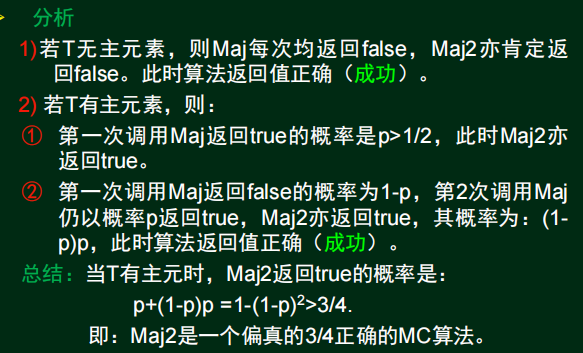 分析
1)若T无主元素，则Maj每次均返回false，Maj2亦肯定返
回false。此时算法返回值正确（成功）。
2) 若T有主元素，则：
① 第一次调用Maj返回true的概率是p>1/2，此时Maj2亦
返回true。
② 第一次调用Maj返回false的概率为1-p，第2次调用Maj
仍以概率p返回true，Maj2亦返回true，其概率为：(1-
p)p，此时算法返回值正确（成功）。
总结：当T有主元时，Maj2返回true的概率是：
p+(1-p)p =1-(1-p)²>3/4.
即：Maj2是一个偏真的3/4正确的MC算法。